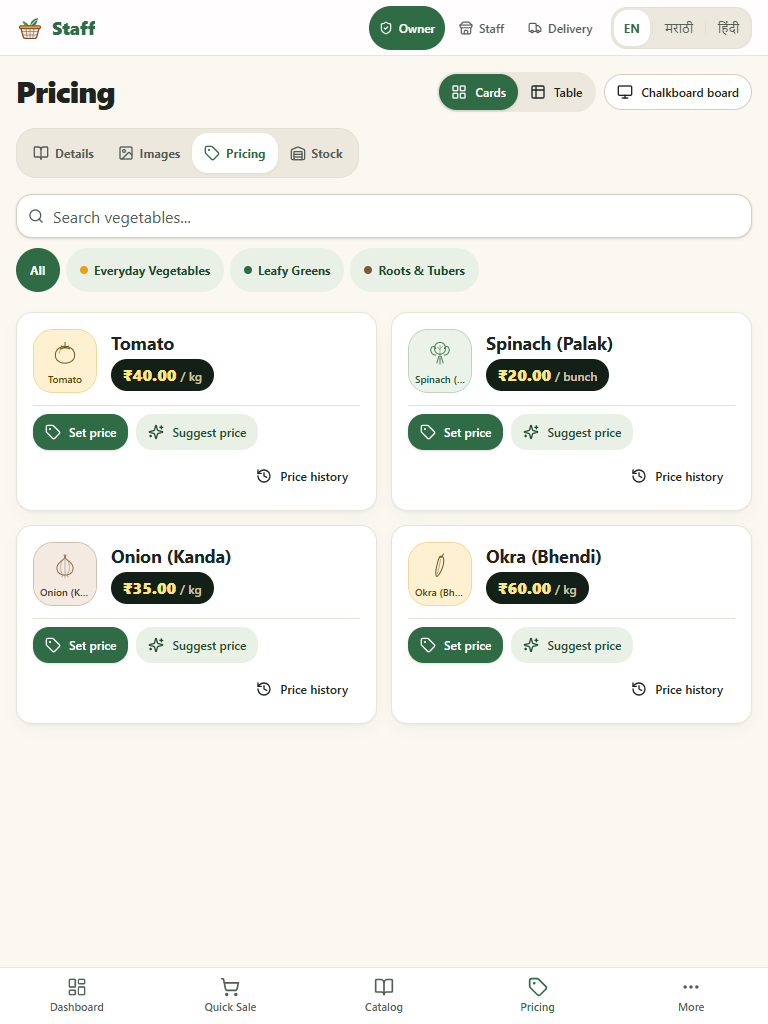 Staff
Owner
Staff
Delivery
EN
मराठी
हिंदी
Pricing
Cards
Table
Chalkboard board
Details
Images
Pricing
Stock
Search vegetables...
All
Everyday Vegetables
Leafy Greens
Roots & Tubers
Tomato
Tomato
₹40.00 / kg
Set price
Suggest price
Price history
Spinach (...
Spinach (Palak)
₹20.00 / bunch
Set price
Suggest price
Price history
Onion (K...
Onion (Kanda)
₹35.00 / kg
Set price
Suggest price
Price history
Okra (Bh...
Okra (Bhendi)
₹60.00 / kg
Set price
Suggest price
Price history
Dashboard
Quick Sale
Catalog
Pricing
More